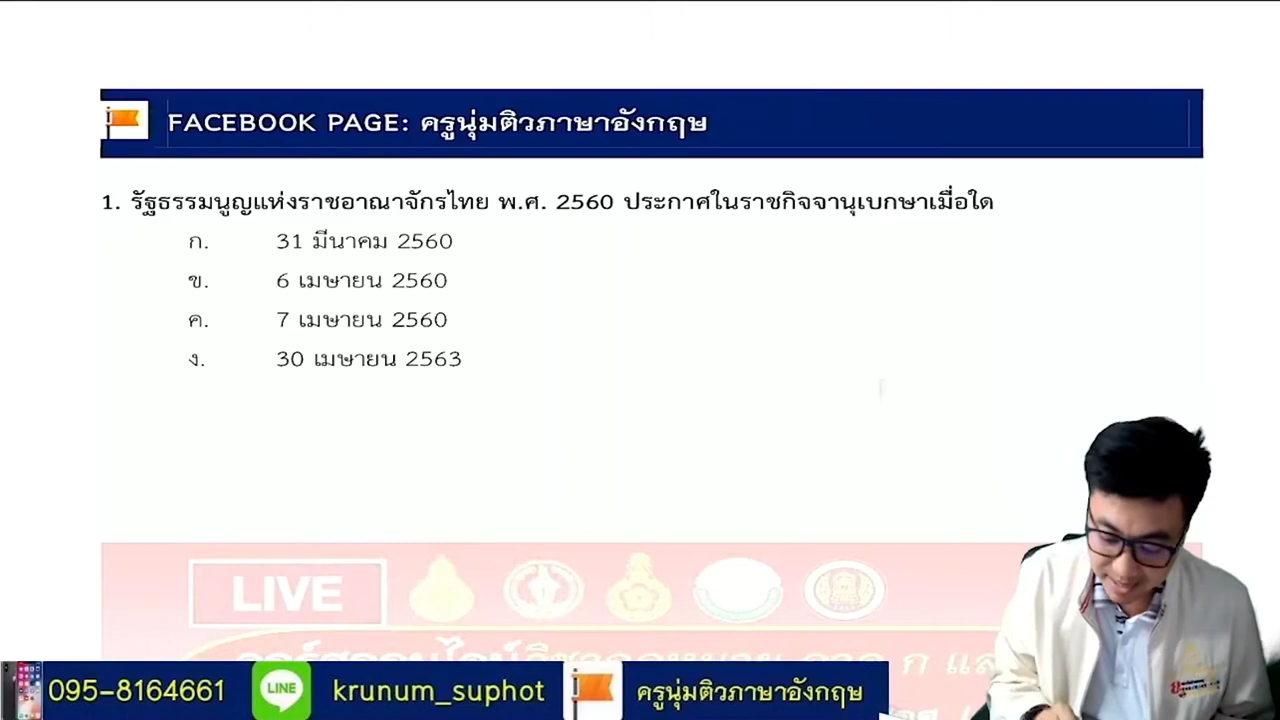 FACEBOOK PAGE: ครูนุ่มติวภาษาอังกฤษ
1. รัฐธรรมนูญแห่งราชอาณาจักรไทย พ.ศ. 2560 ประกาศในราชกิจจานุเบกษาเมื่อใด
ก. 31 มีนาคม 2560
ข. 6 เมษายน 2560
ค. 7 เมษายน 2560
ง. 30 เมษายน 2563
LIVE
095-8164661 LINE krunum_suphot ครูนุ่มติวภาษาอังกฤษ